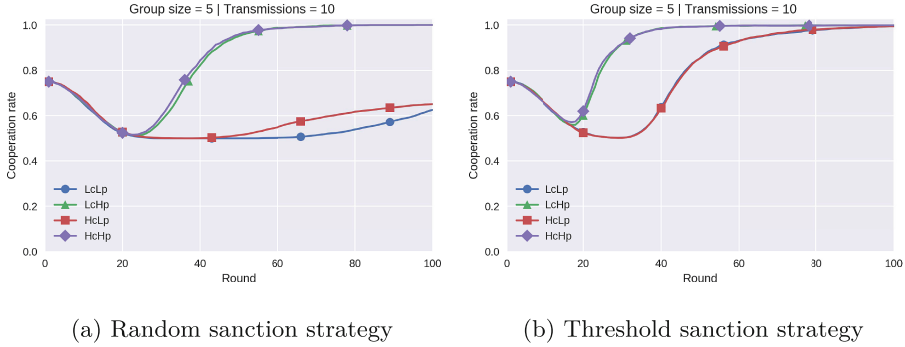 Group size = 5 | Transmissions = 10
Cooperation rate
1.0
0.8
0.6
0.4
0.2
0.0
LcLp
LcHp
HcLp
HcHp
0
20
40
60
80
100
Round
(a) Random sanction strategy
Group size = 5 | Transmissions = 10
Cooperation rate
1.0
0.8
0.6
0.4
0.2
0.0
LcLp
LcHp
HcLp
HcHp
0
20
40
60
80
100
Round
(b) Threshold sanction strategy